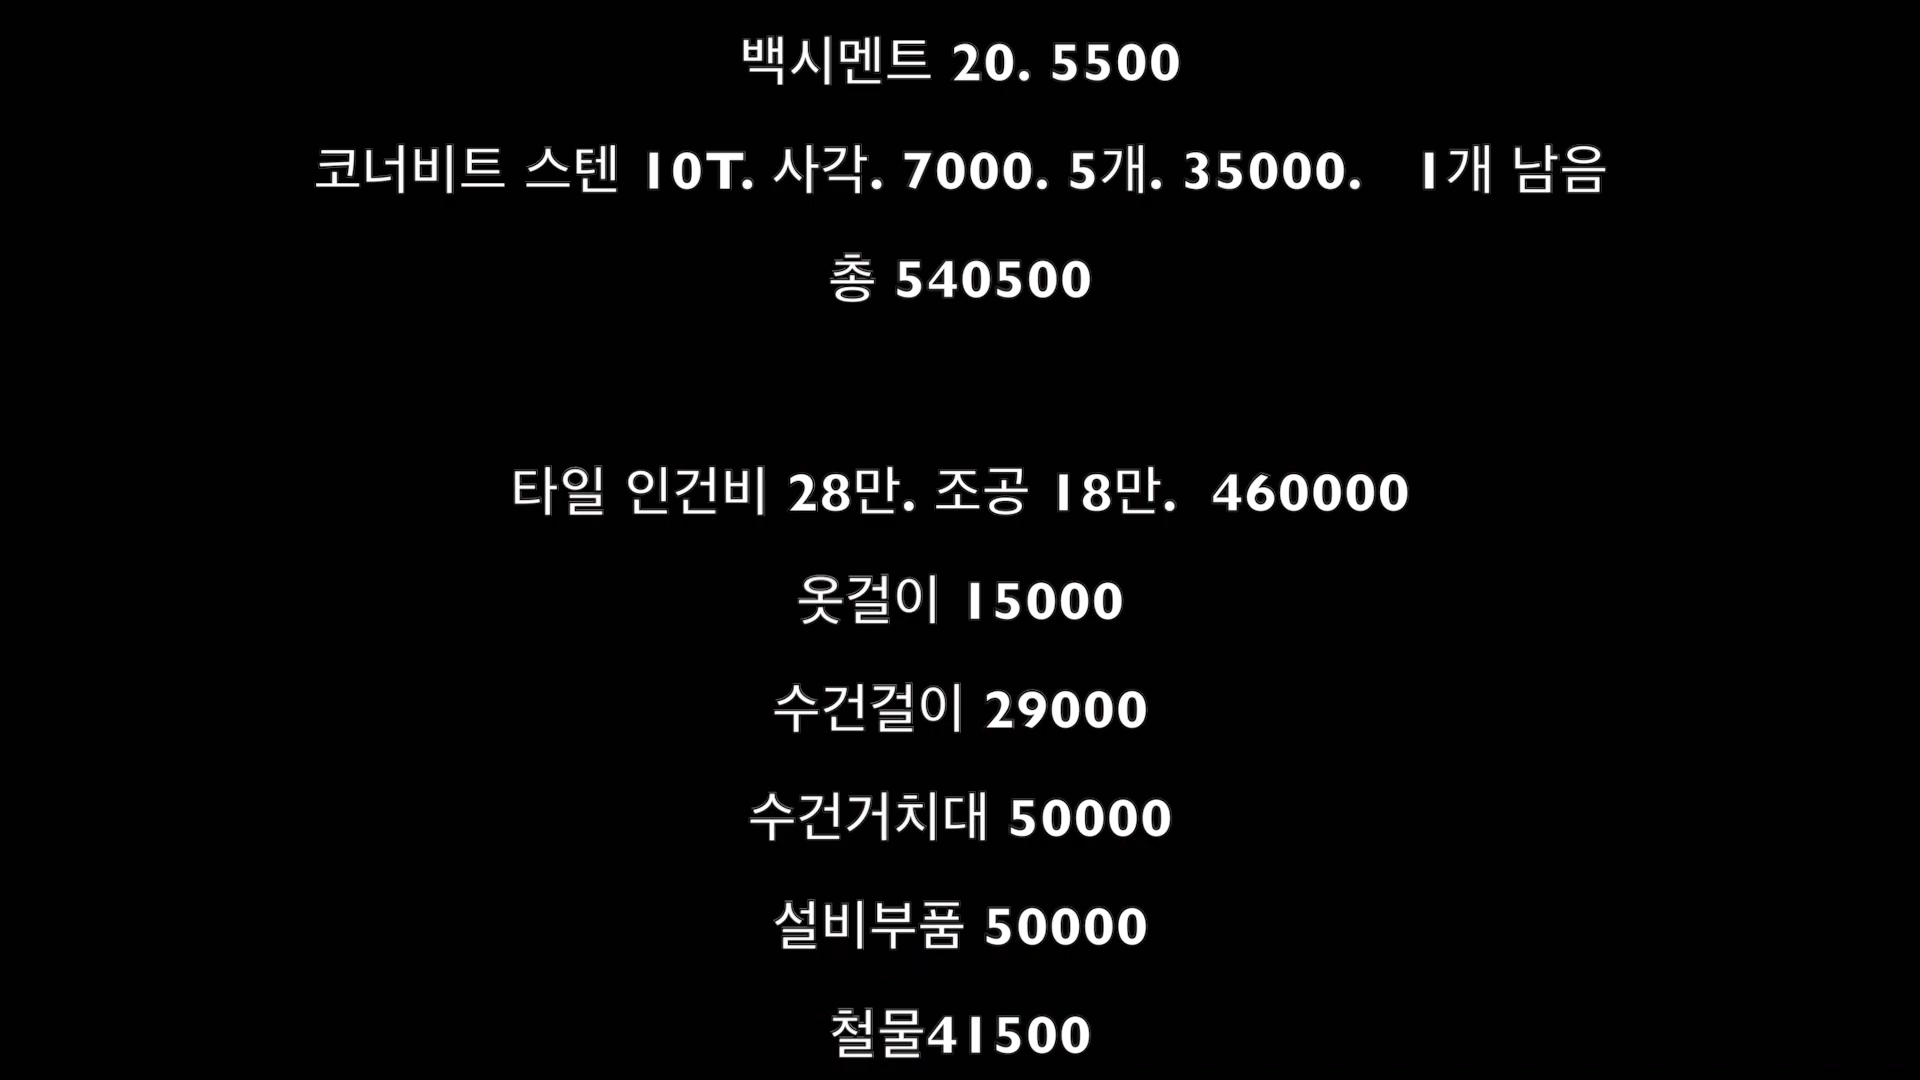 백시멘트 20. 5500
코너비트 스텐 10T. 사각. 7000. 5개. 35000. 1개 남음
총 540500
타일 인건비 28만. 조공 18만. 460000
옷걸이 15000
수건걸이 29000
수건거치대 50000
설비부품 50000
철물41500